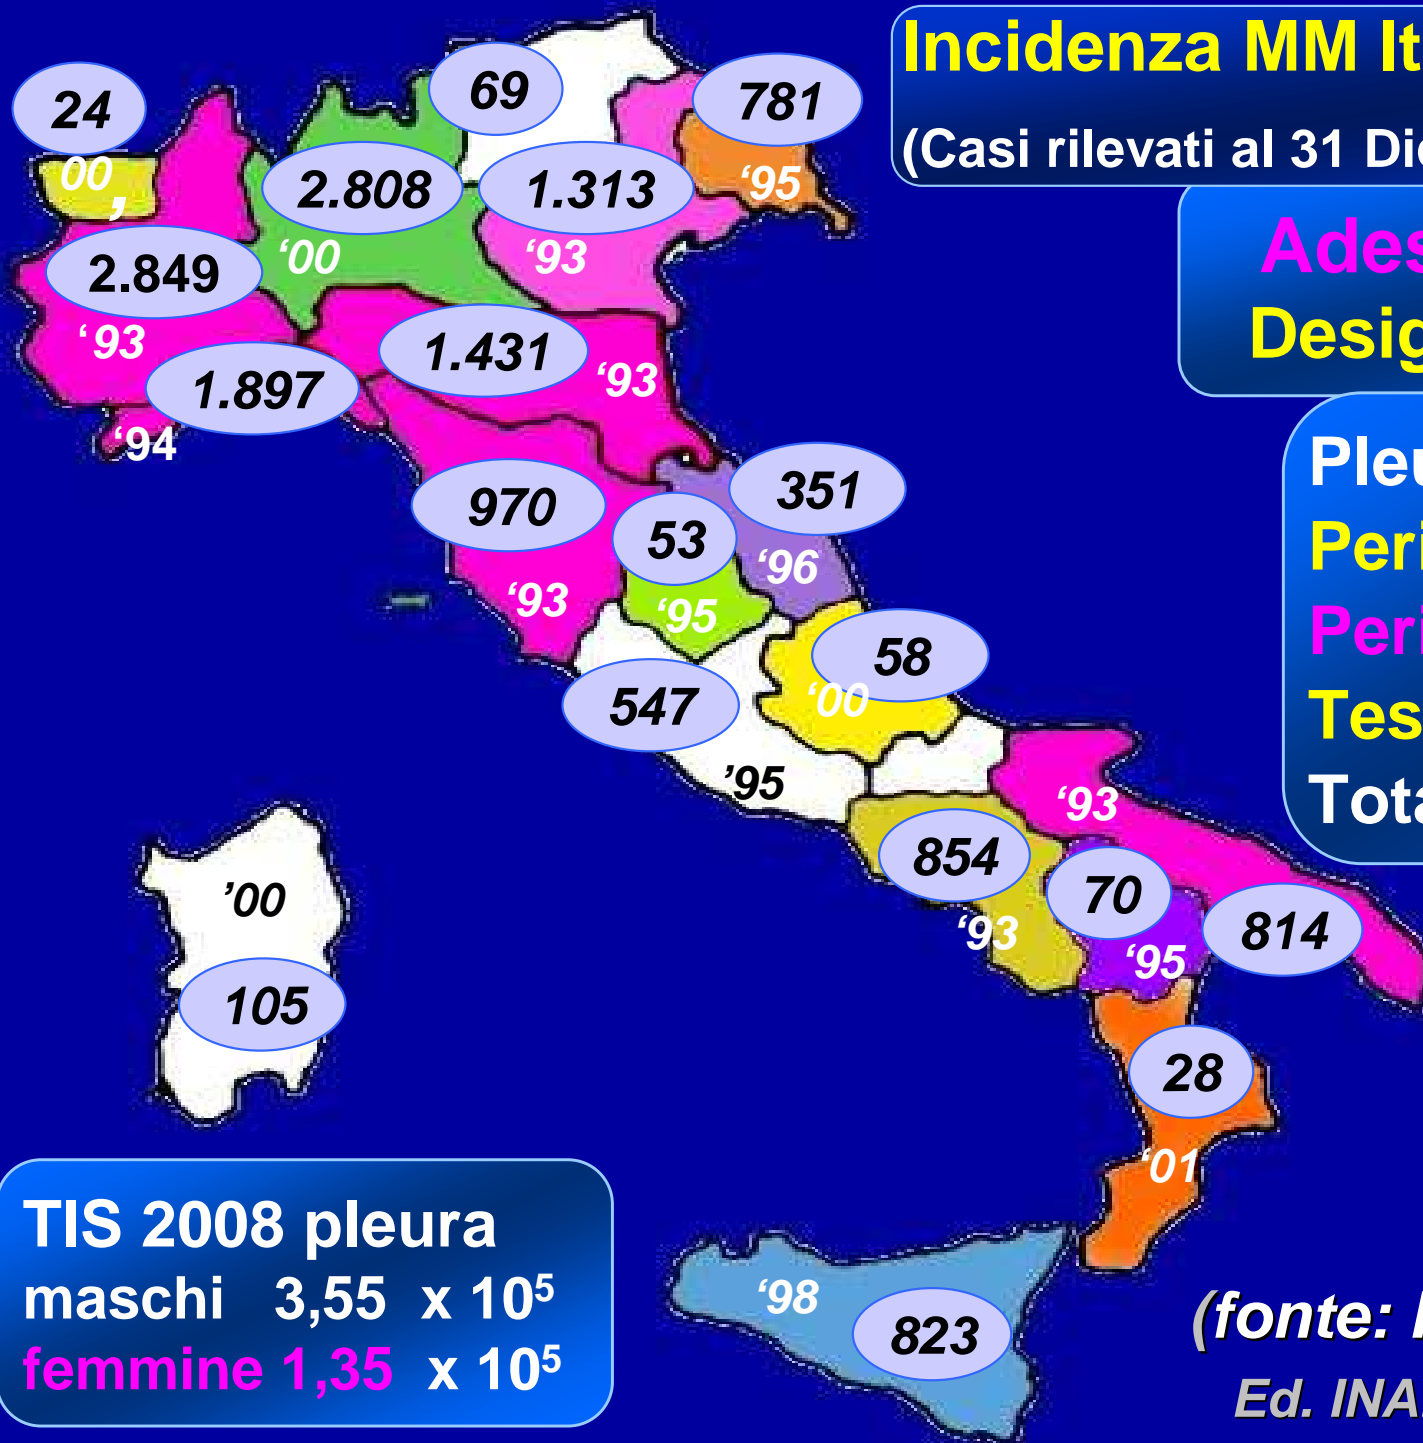 Incidenza MM It
(Casi rilevati al 31 Di
Ades
Desig
Pleu
Peri
Peri
Tes
Tota
24
'00
69
781
'95
2.808
'00
1.313
'93
2.849
'93
1.431
'93
1.897
'94
970
'93
53
'95
351
'96
58
'00
547
'95
'93
814
854
'93
70
'95
'00
105
28
'01
'98
823
TIS 2008 pleura
maschi 3,55 x 10⁵
femmine 1,35 x 10⁵
(fonte:
Ed. INA